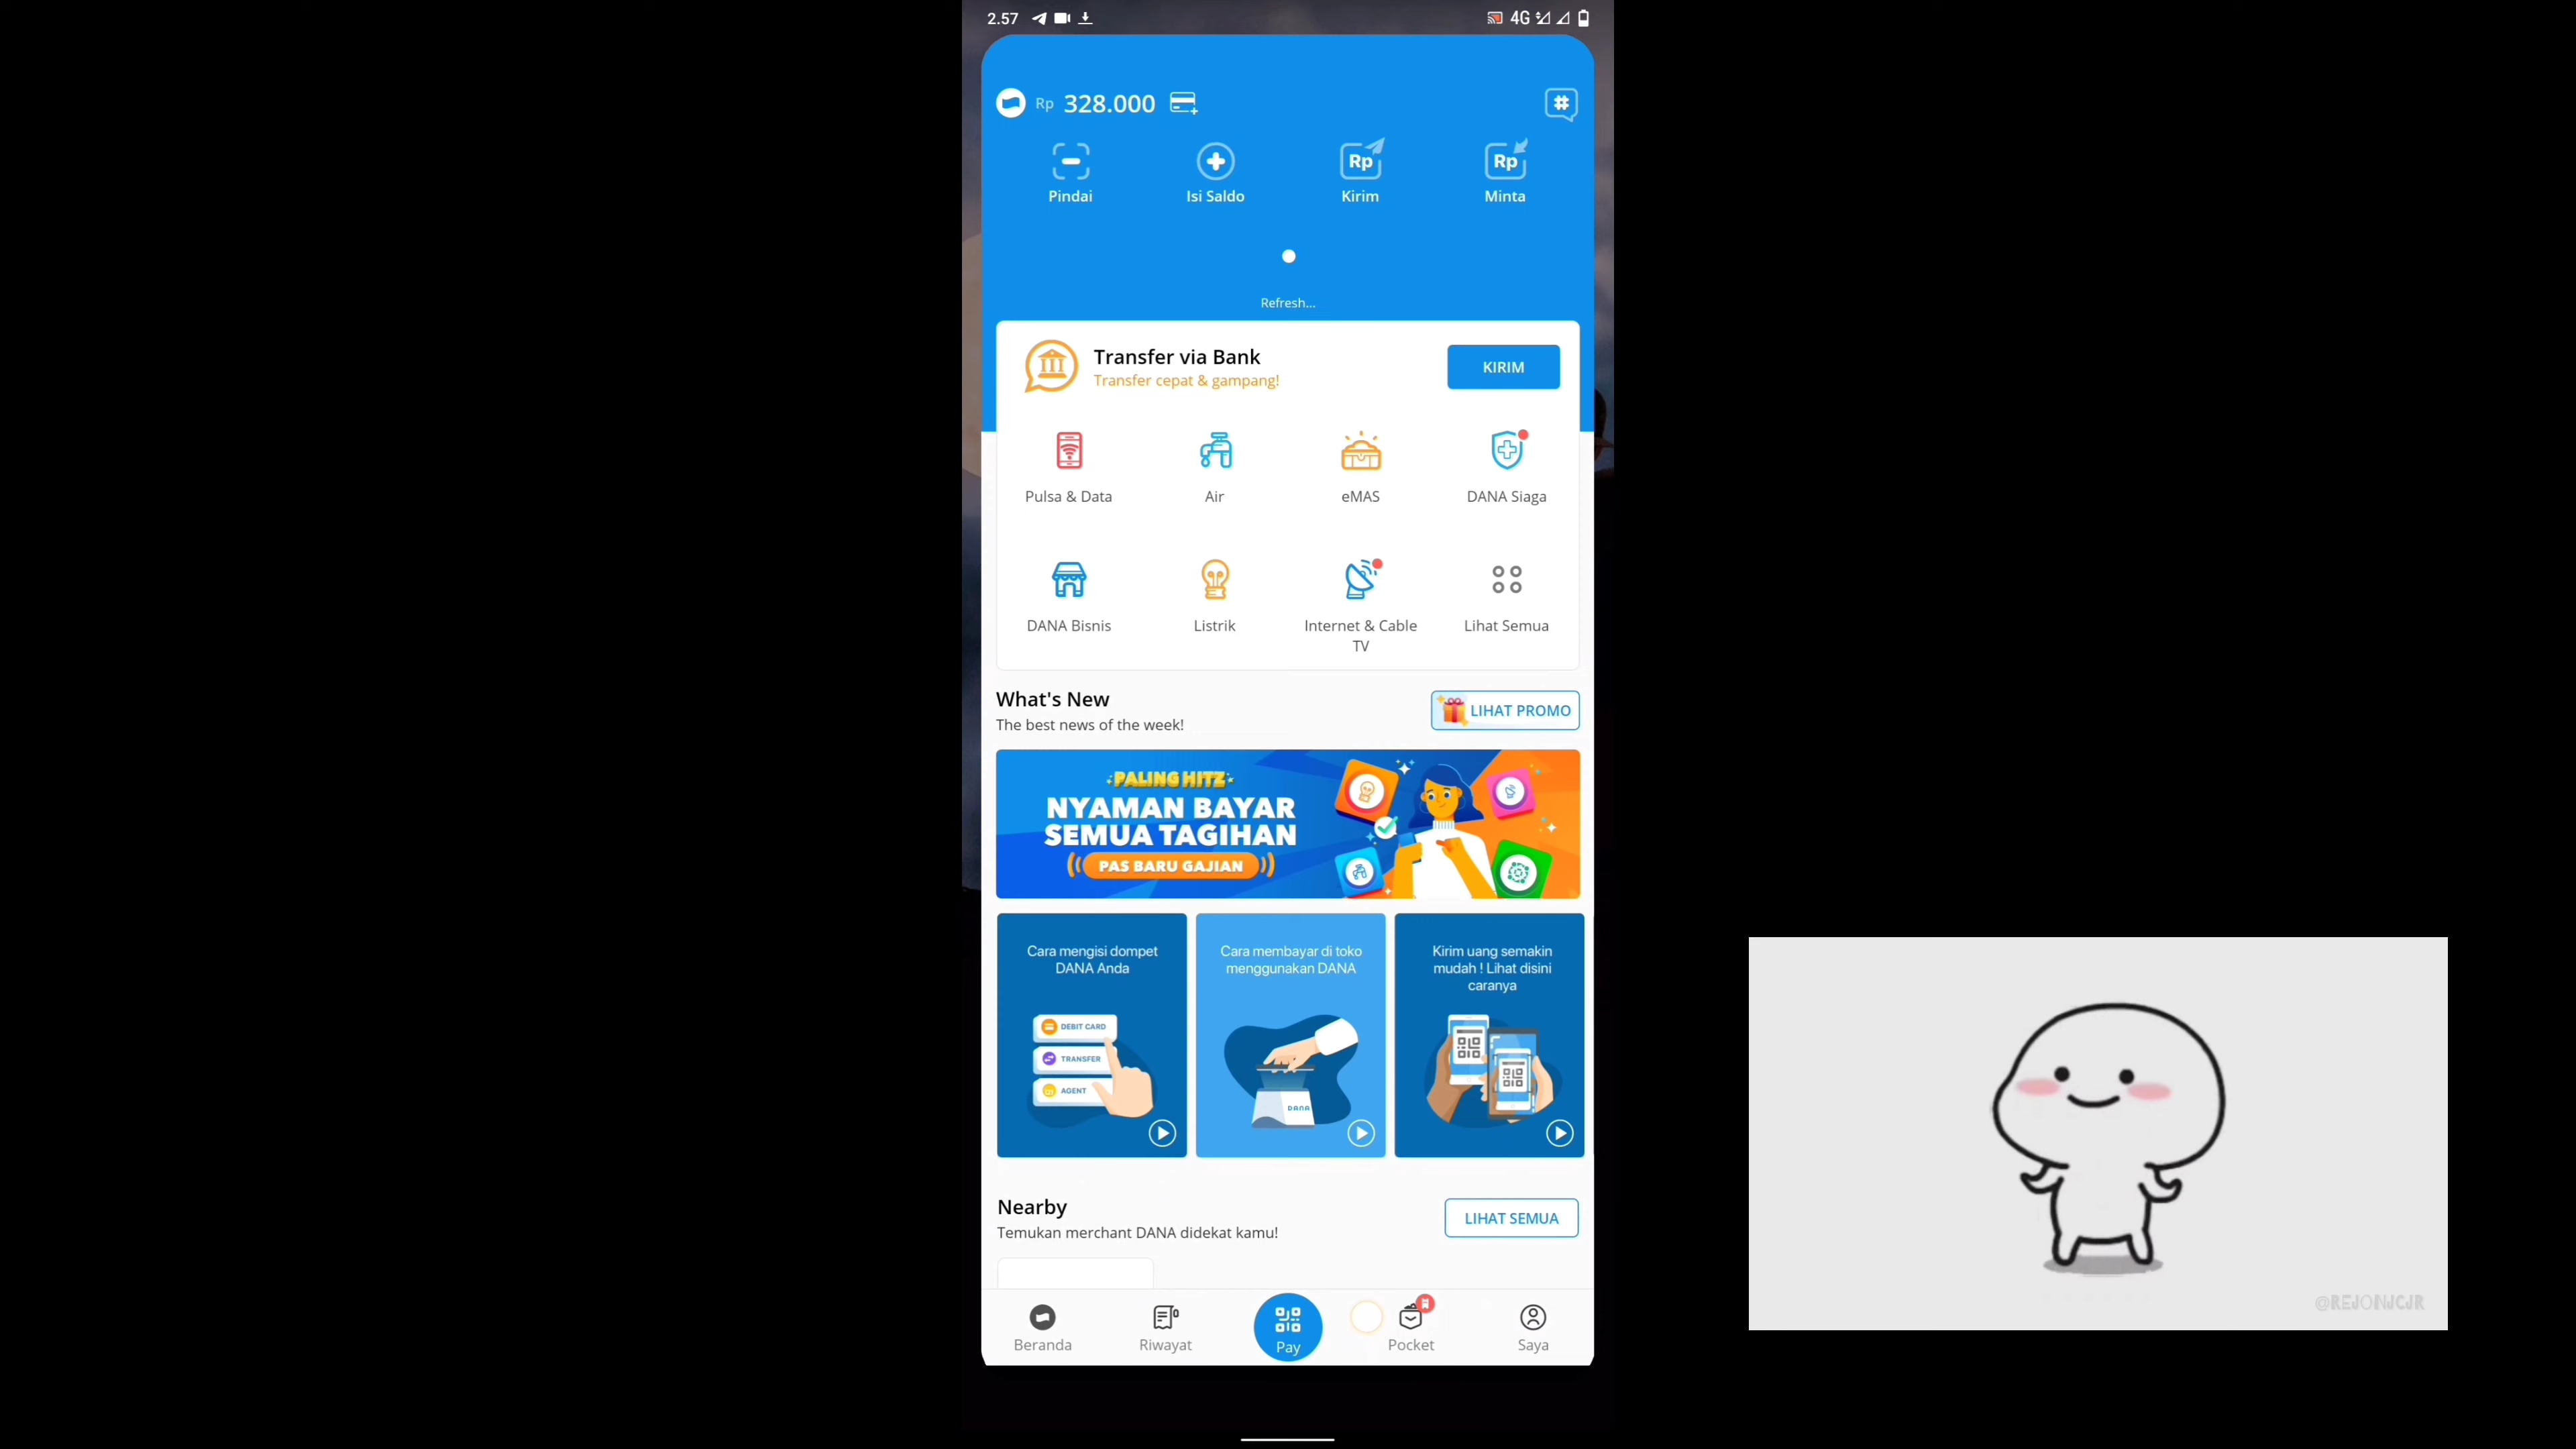 2.57
4G
Rp 328.000
Pindai
Isi Saldo
Rp
Kirim
Rp
Minta
Refresh...
Transfer via Bank
Transfer cepat & gampang!
KIRIM
Pulsa & Data
Air
eMAS
DANA Siaga
DANA Bisnis
Listrik
Internet & Cable
TV
Lihat Semua
What's New
The best news of the week!
LIHAT PROMO
PALING HITZ
NYAMAN BAYAR
SEMUA TAGIHAN
PAS BARU GAJIAN
Cara mengisi dompet
DANA Anda
DEBIT CARD
TRANSFER
AGENT
Cara membayar di toko
menggunakan DANA
DANA
Kirim uang semakin
mudah ! Lihat disini
caranya
Nearby
Temukan merchant DANA didekat kamu!
LIHAT SEMUA
Beranda
Riwayat
Pay
Pocket
Saya
@REJONJCJR